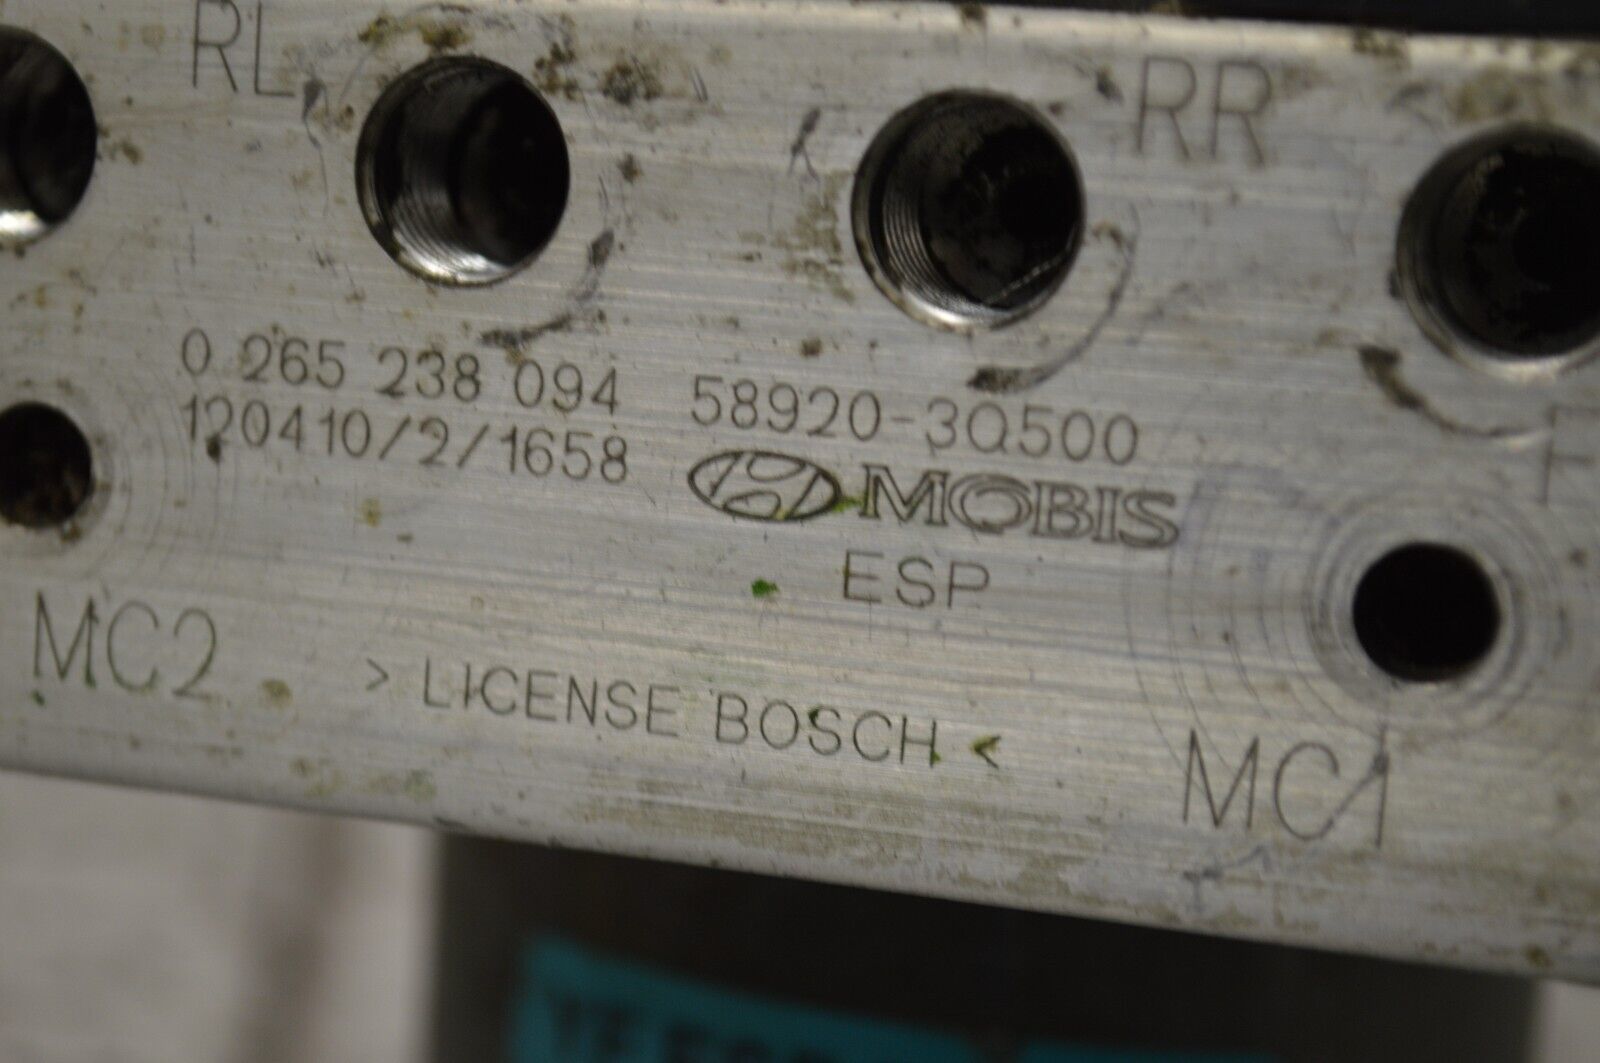 RL RR
0 265 238 094 58920-3Q500
120410/2/1658 MOBIS
ESP
MC2 > LICENSE BOSCH < MC1